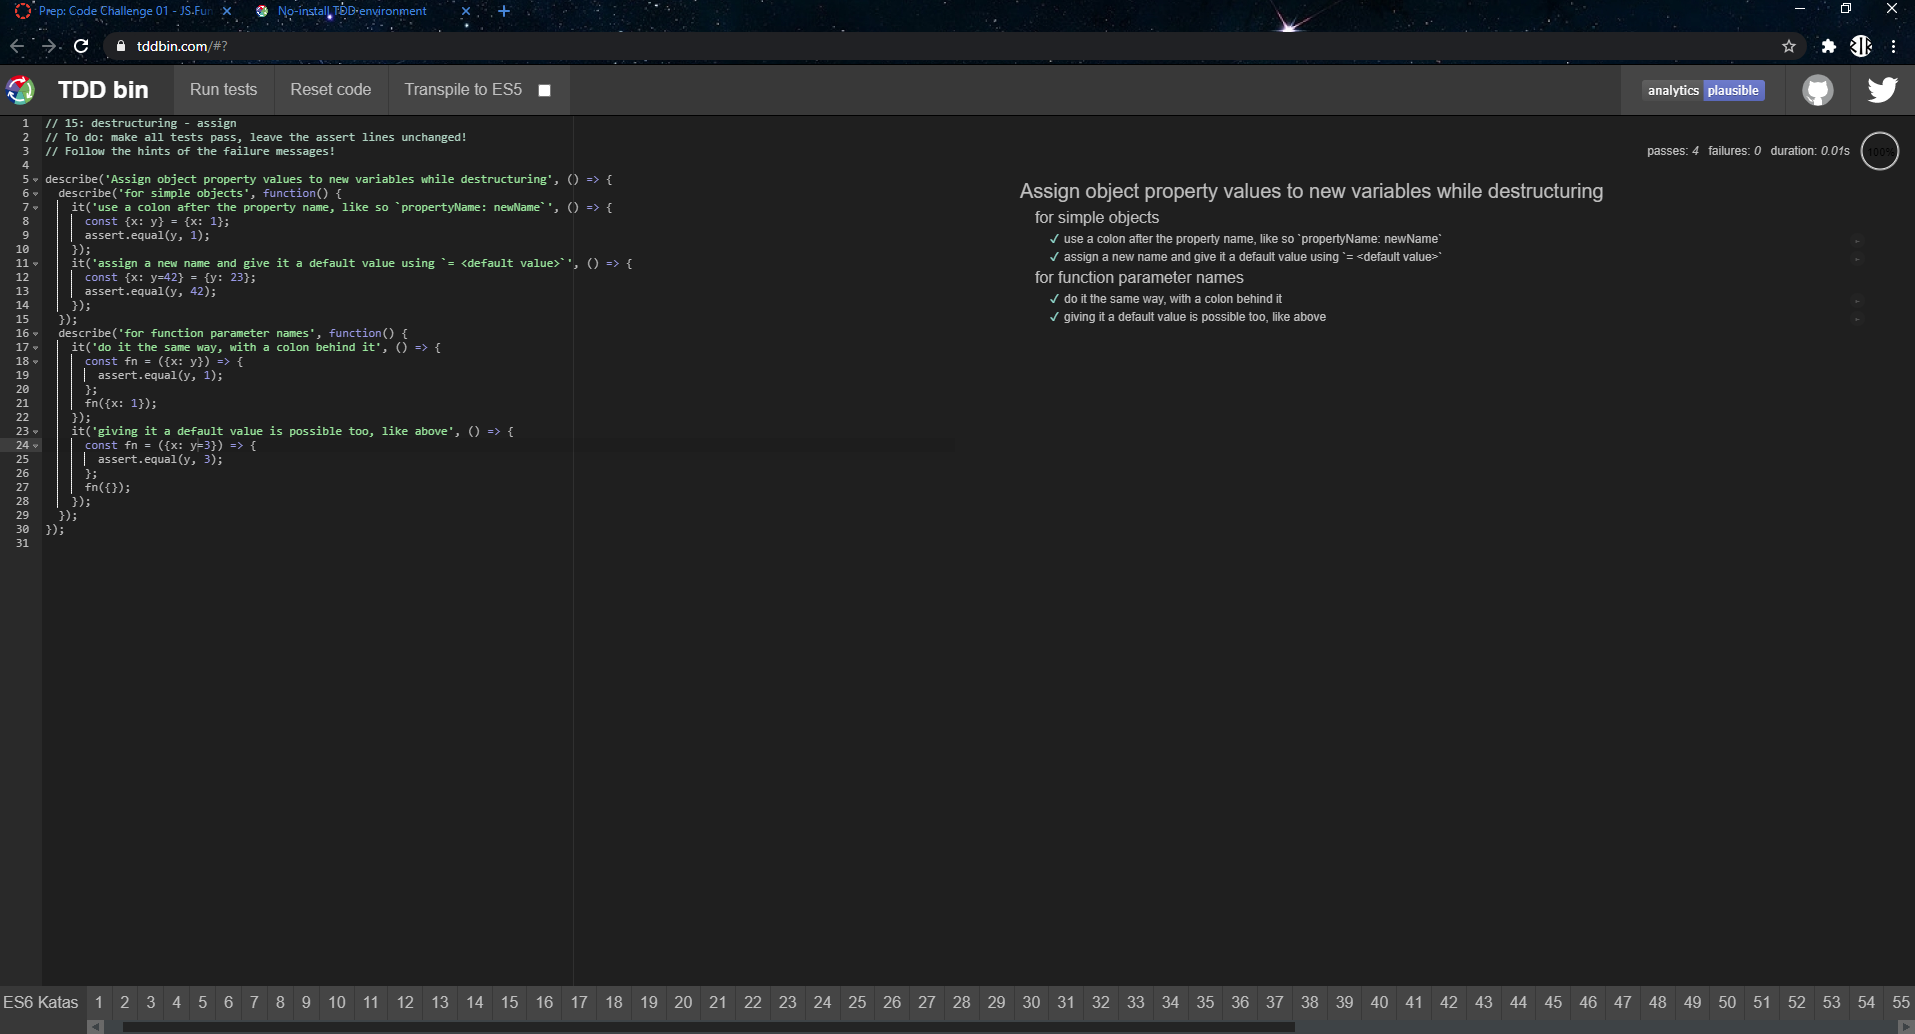 Prep: Code Challenge 01 - JS Fun
No-install TDD environment
tddbin.com/#?
TDD bin
Run tests
Reset code
Transpile to ES5
analytics plausible
1 // 15: destructuring - assign
2 // To do: make all tests pass, leave the assert lines unchanged!
3 // Follow the hints of the failure messages!
4
5 describe('Assign object property values to new variables while destructuring', () => {
6   describe('for simple objects', function() {
7     it('use a colon after the property name, like so `propertyName: newName`', () => {
8       const {x: y} = {x: 1};
9       assert.equal(y, 1);
10     });
11     it('assign a new name and give it a default value using `= <default value>`', () => {
12       const {x: y=42} = {y: 23};
13       assert.equal(y, 42);
14     });
15   });
16   describe('for function parameter names', function() {
17     it('do it the same way, with a colon behind it', () => {
18       const fn = ({x: y}) => {
19         assert.equal(y, 1);
20       };
21       fn({x: 1});
22     });
23     it('giving it a default value is possible too, like above', () => {
24       const fn = ({x: y=3}) => {
25         assert.equal(y, 3);
26       };
27       fn({});
28     });
29   });
30 });
31
passes: 4 failures: 0 duration: 0.01s 100%
Assign object property values to new variables while destructuring
for simple objects
✓ use a colon after the property name, like so `propertyName: newName`
✓ assign a new name and give it a default value using `= <default value>`
for function parameter names
✓ do it the same way, with a colon behind it
✓ giving it a default value is possible too, like above
ES6 Katas 1 2 3 4 5 6 7 8 9 10 11 12 13 14 15 16 17 18 19 20 21 22 23 24 25 26 27 28 29 30 31 32 33 34 35 36 37 38 39 40 41 42 43 44 45 46 47 48 49 50 51 52 53 54 55